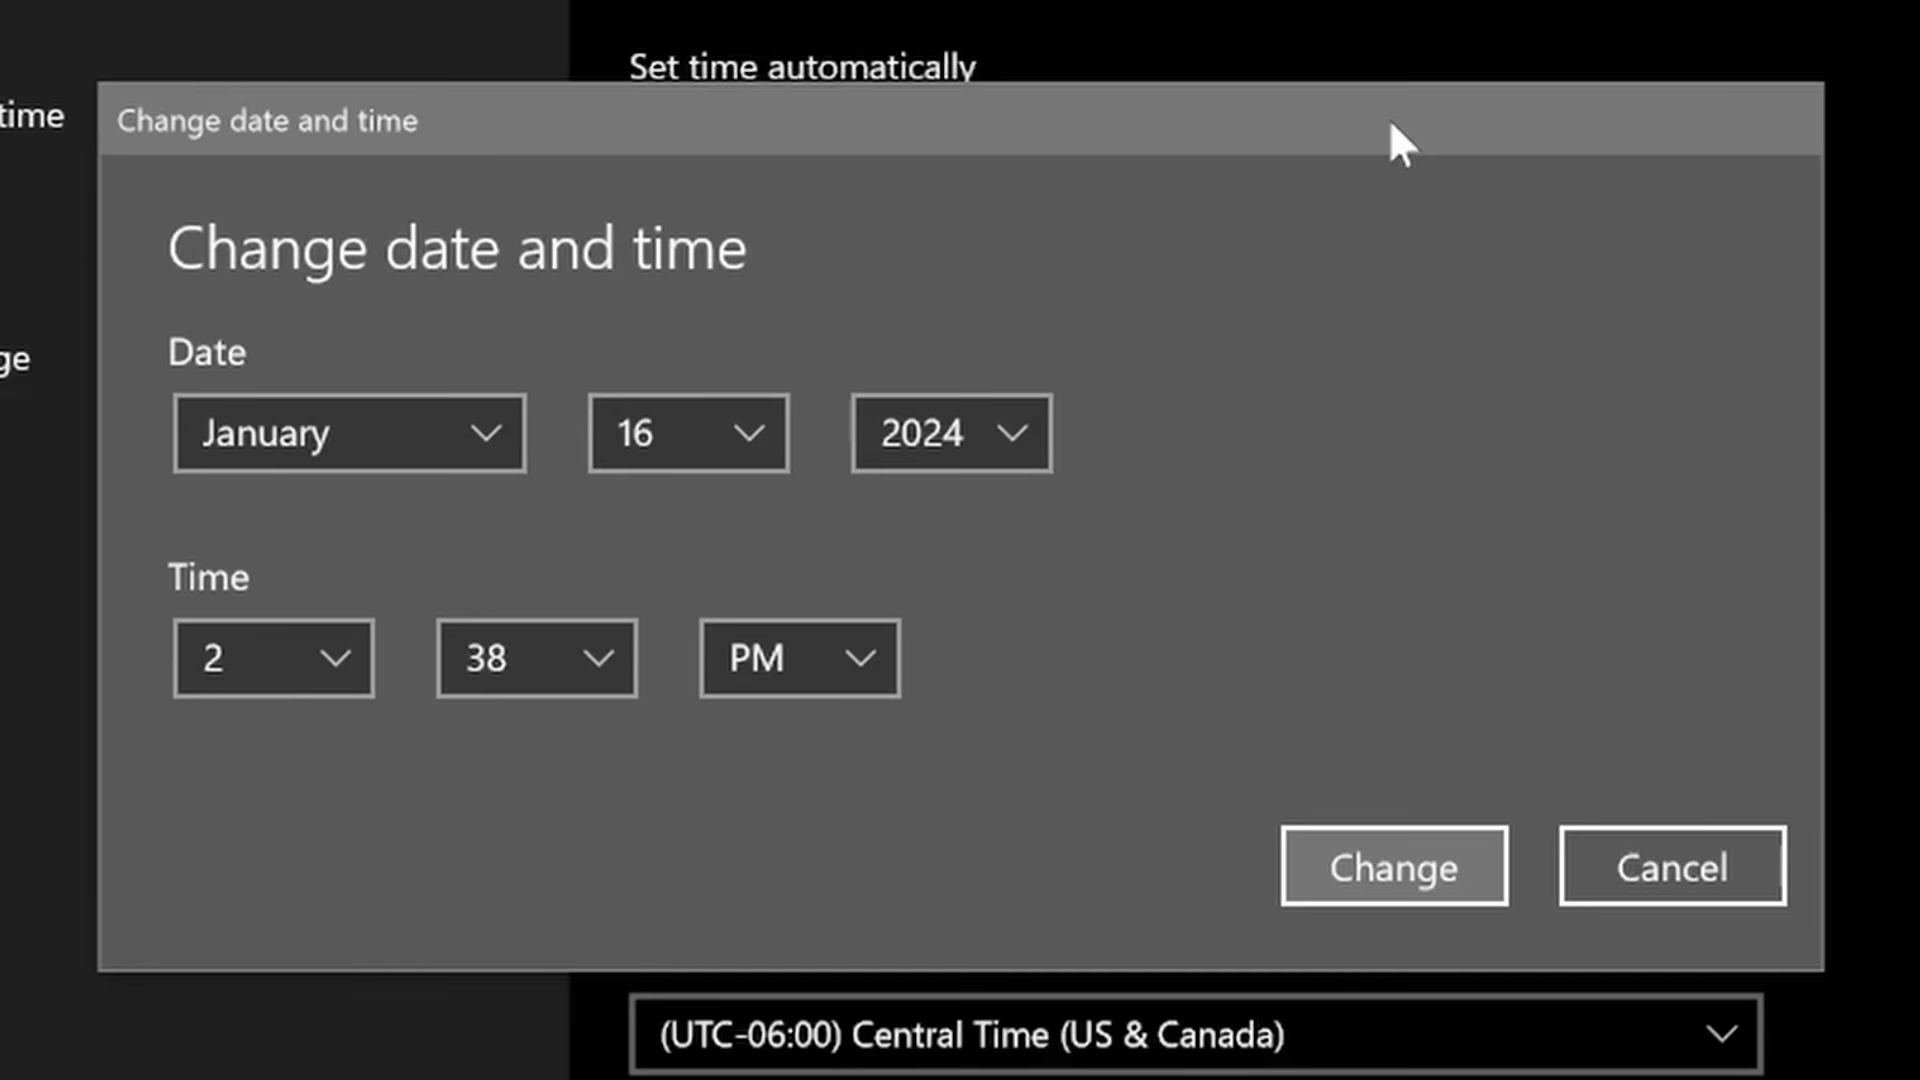 Set time automatically
time
Change date and time
Change date and time
Date
ge
January 16 2024
Time
2 38 PM
Change Cancel
(UTC-06:00) Central Time (US & Canada)